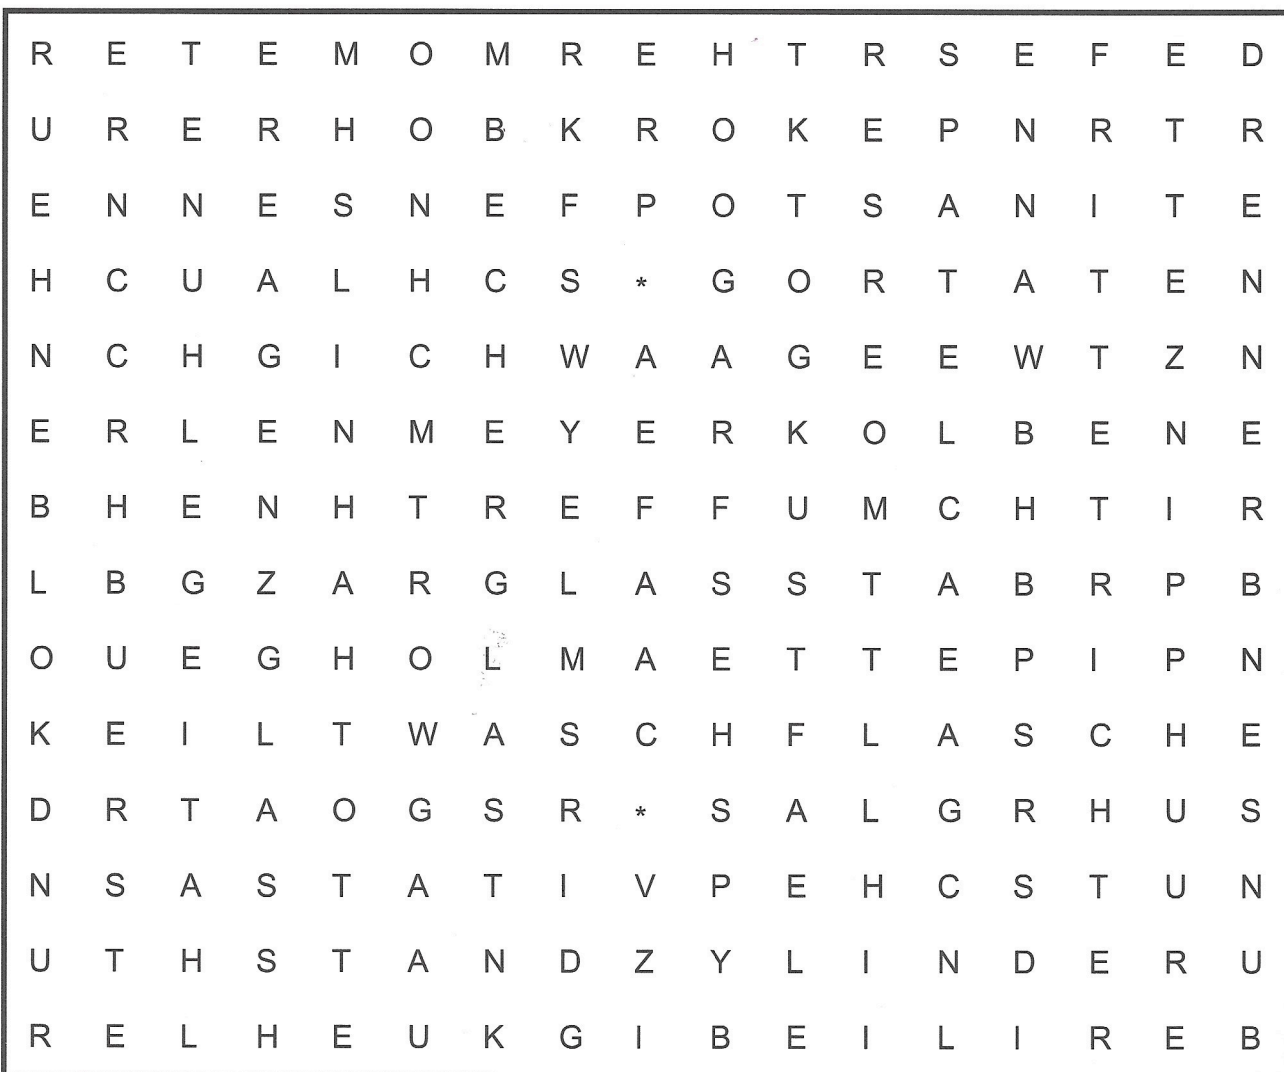 R E T E M O M R E H T R S E F E D
U R E R H O B K R O K E P N R T R
E N N E S N E F P O T S A N I T E
H C U A L H C S * G O R T A T E N
N C H G I C H W A A G E E W T Z N
E R L E N M E Y E R K O L B E N E
B H E N H T R E F F U M C H T I R
L B G Z A R G L A S S T A B R P B
O U E G H O L M A E T T E P I P N
K E I L T W A S C H F L A S C H E
D R T A O G S R * S A L G R H U S
N S A S T A T I V P E H C S T U N
U T H S T A N D Z Y L I N D E R U
R E L H E U K G I B E I L I R E B